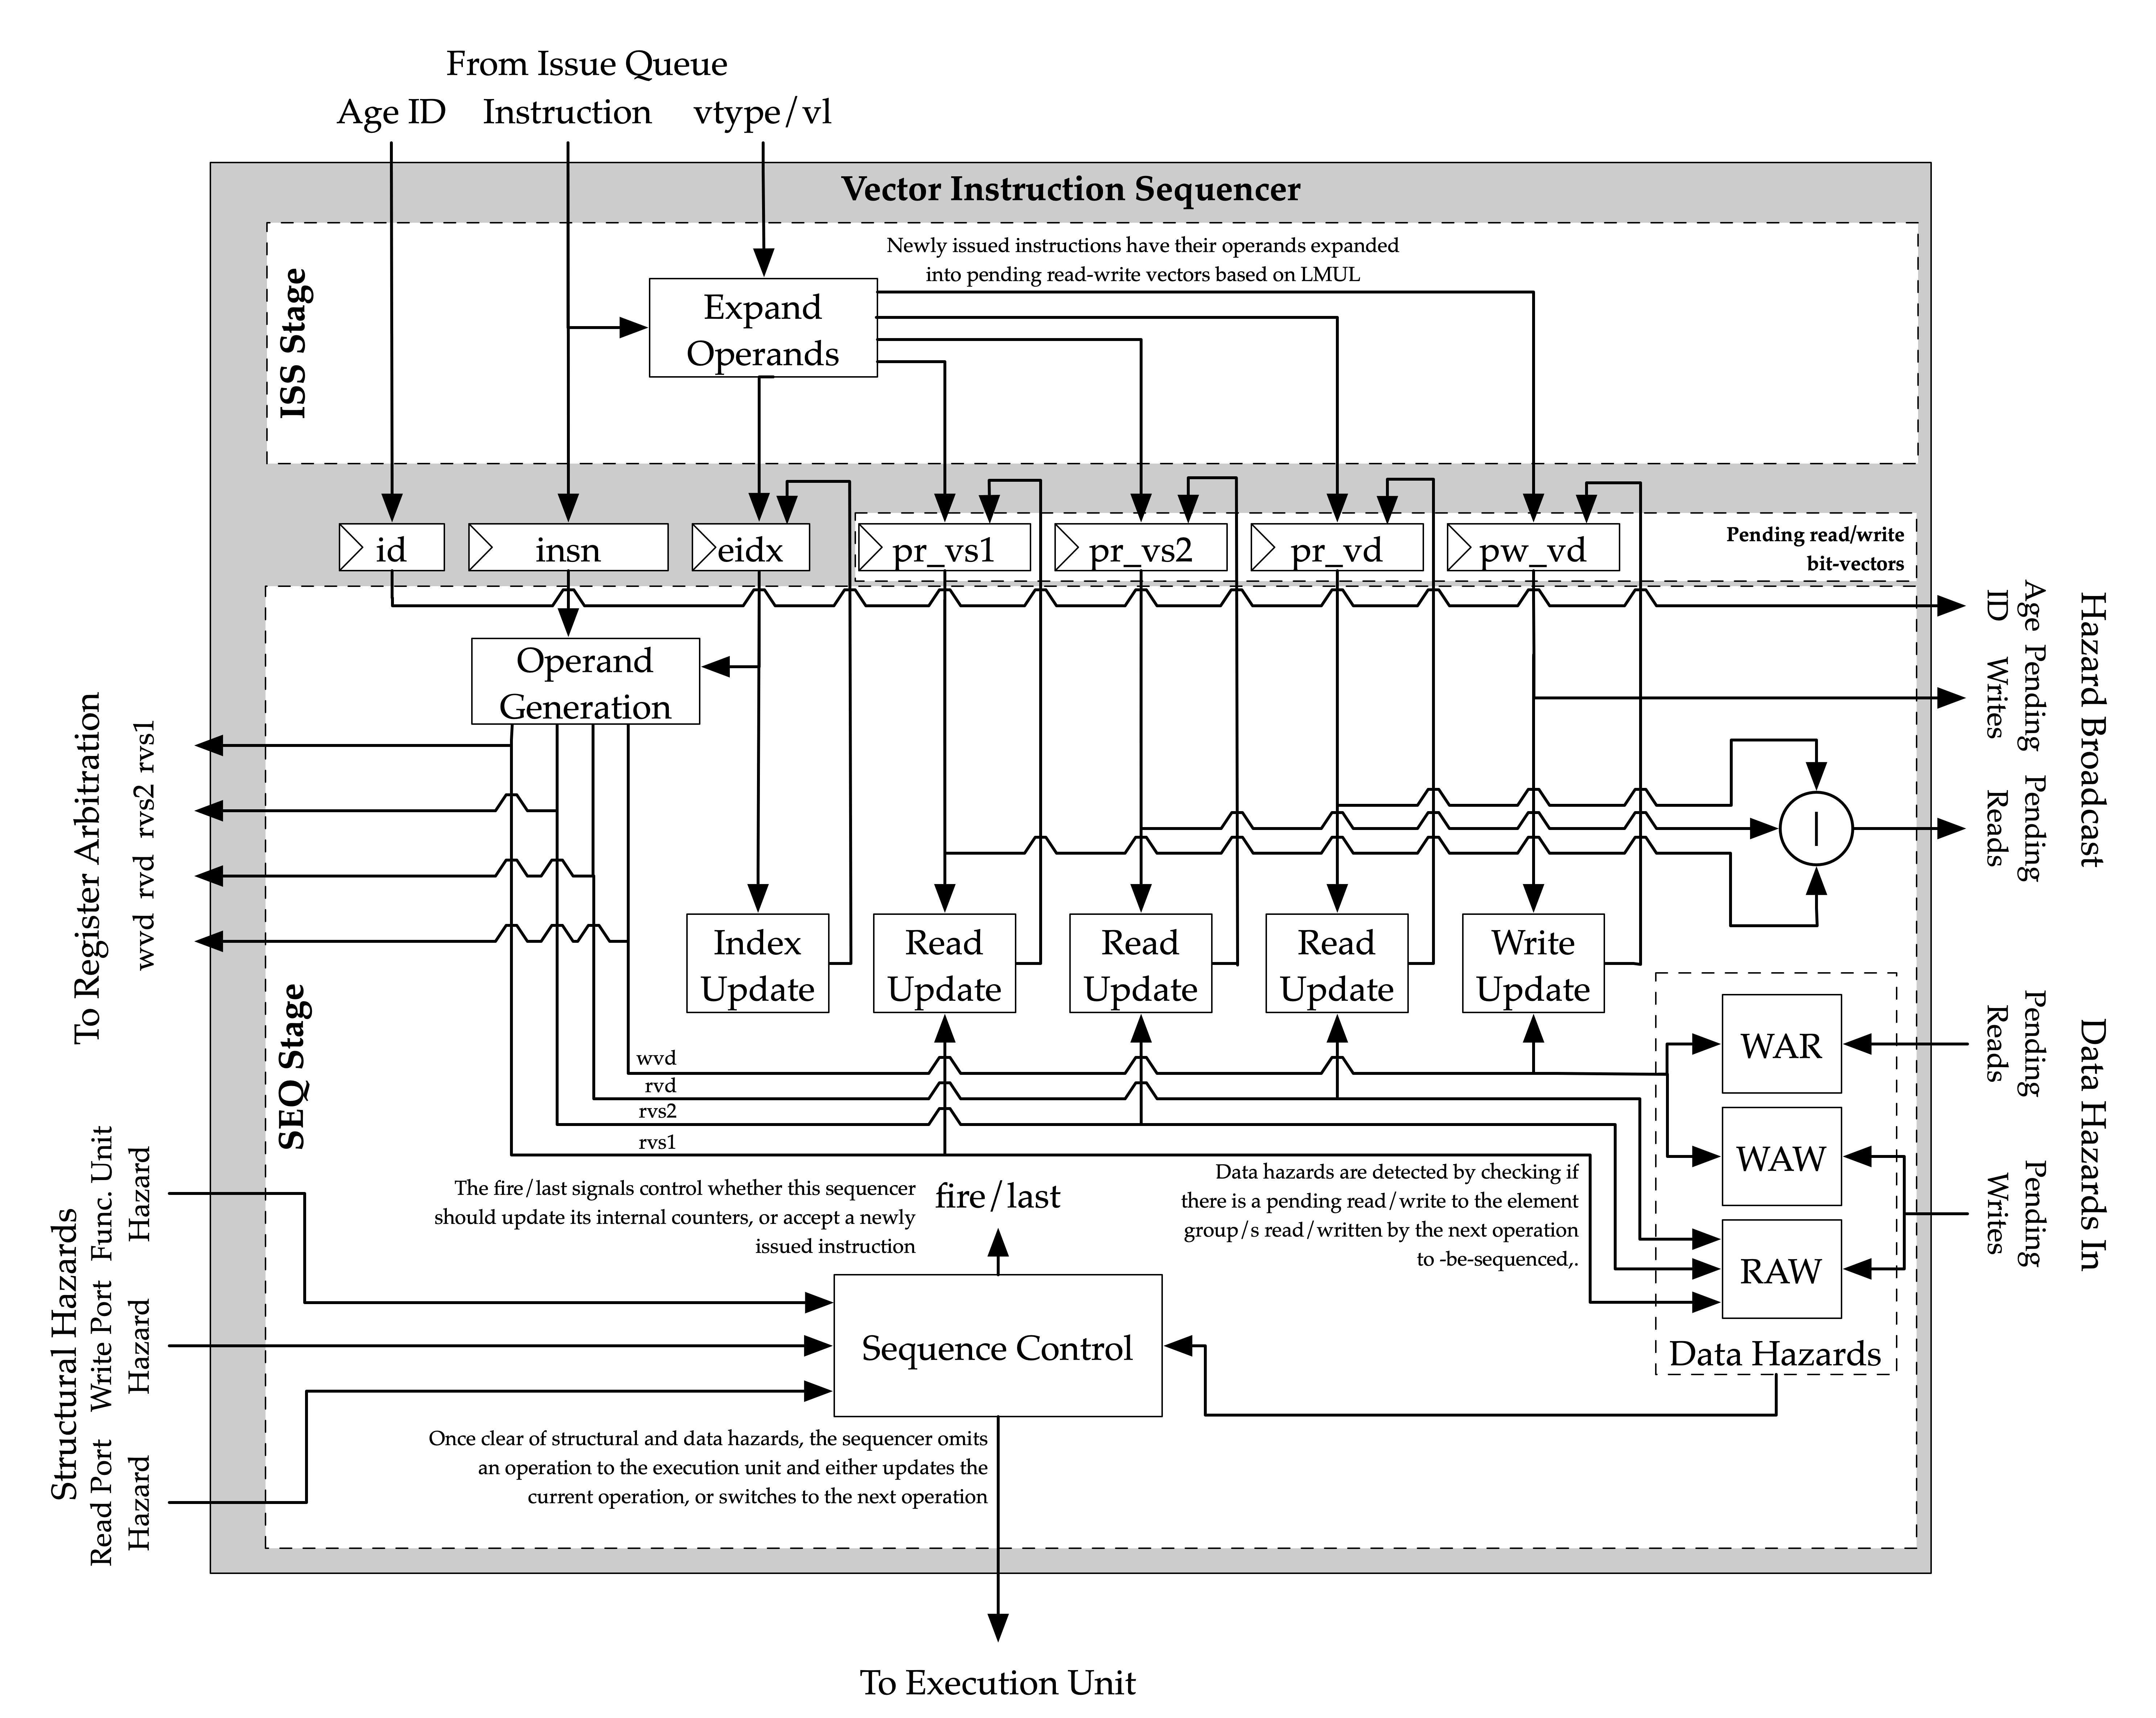 From Issue Queue
Age ID
Instruction
vtype/vl
Vector Instruction Sequencer
ISS Stage
Newly issued instructions have their operands expanded
into pending read-write vectors based on LMUL
Expand
Operands
id
insn
eidx
pr_vs1
pr_vs2
pr_vd
pw_vd
Pending read/write
bit-vectors
SEQ Stage
Operand
Generation
To Register Arbitration
rvs1
rvs2
rvd
wvd
Hazard Broadcast
Age
ID
Pending
Writes
Pending
Reads
|
Index
Update
Read
Update
Read
Update
Read
Update
Write
Update
wvd
rvd
rvs2
rvs1
WAR
WAW
RAW
Data Hazards
Data Hazards In
Pending
Reads
Pending
Writes
The fire/last signals control whether this sequencer
should update its internal counters, or accept a newly
issued instruction
fire/last
Data hazards are detected by checking if
there is a pending read/write to the element
group/s read/written by the next operation
to -be-sequenced,.
Structural Hazards
Func. Unit
Hazard
Write Port
Hazard
Read Port
Hazard
Sequence Control
Once clear of structural and data hazards, the sequencer omits
an operation to the execution unit and either updates the
current operation, or switches to the next operation
To Execution Unit